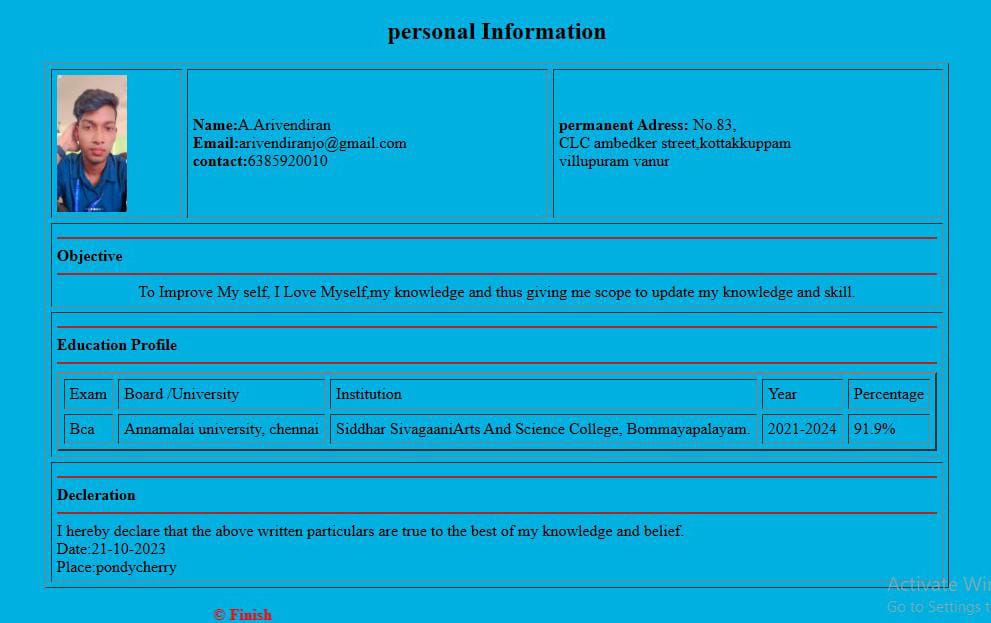 personal Information
Name:A.Arivendiran
Email:arivendiranjo@gmail.com
contact:6385920010
permanent Adress: No.83,
CLC ambedker street,kottakkuppam
villupuram vanur
Objective
To Improve My self, I Love Myself,my knowledge and thus giving me scope to update my knowledge and skill.
Education Profile
Exam Board /University Institution Year Percentage
Bca Annamalai university, chennai Siddhar SivagaaniArts And Science College, Bommayapalayam. 2021-2024 91.9%
Decleration
I hereby declare that the above written particulars are true to the best of my knowledge and belief.
Date:21-10-2023
Place:pondycherry
© Finish
Activate Win
Go to Settings t